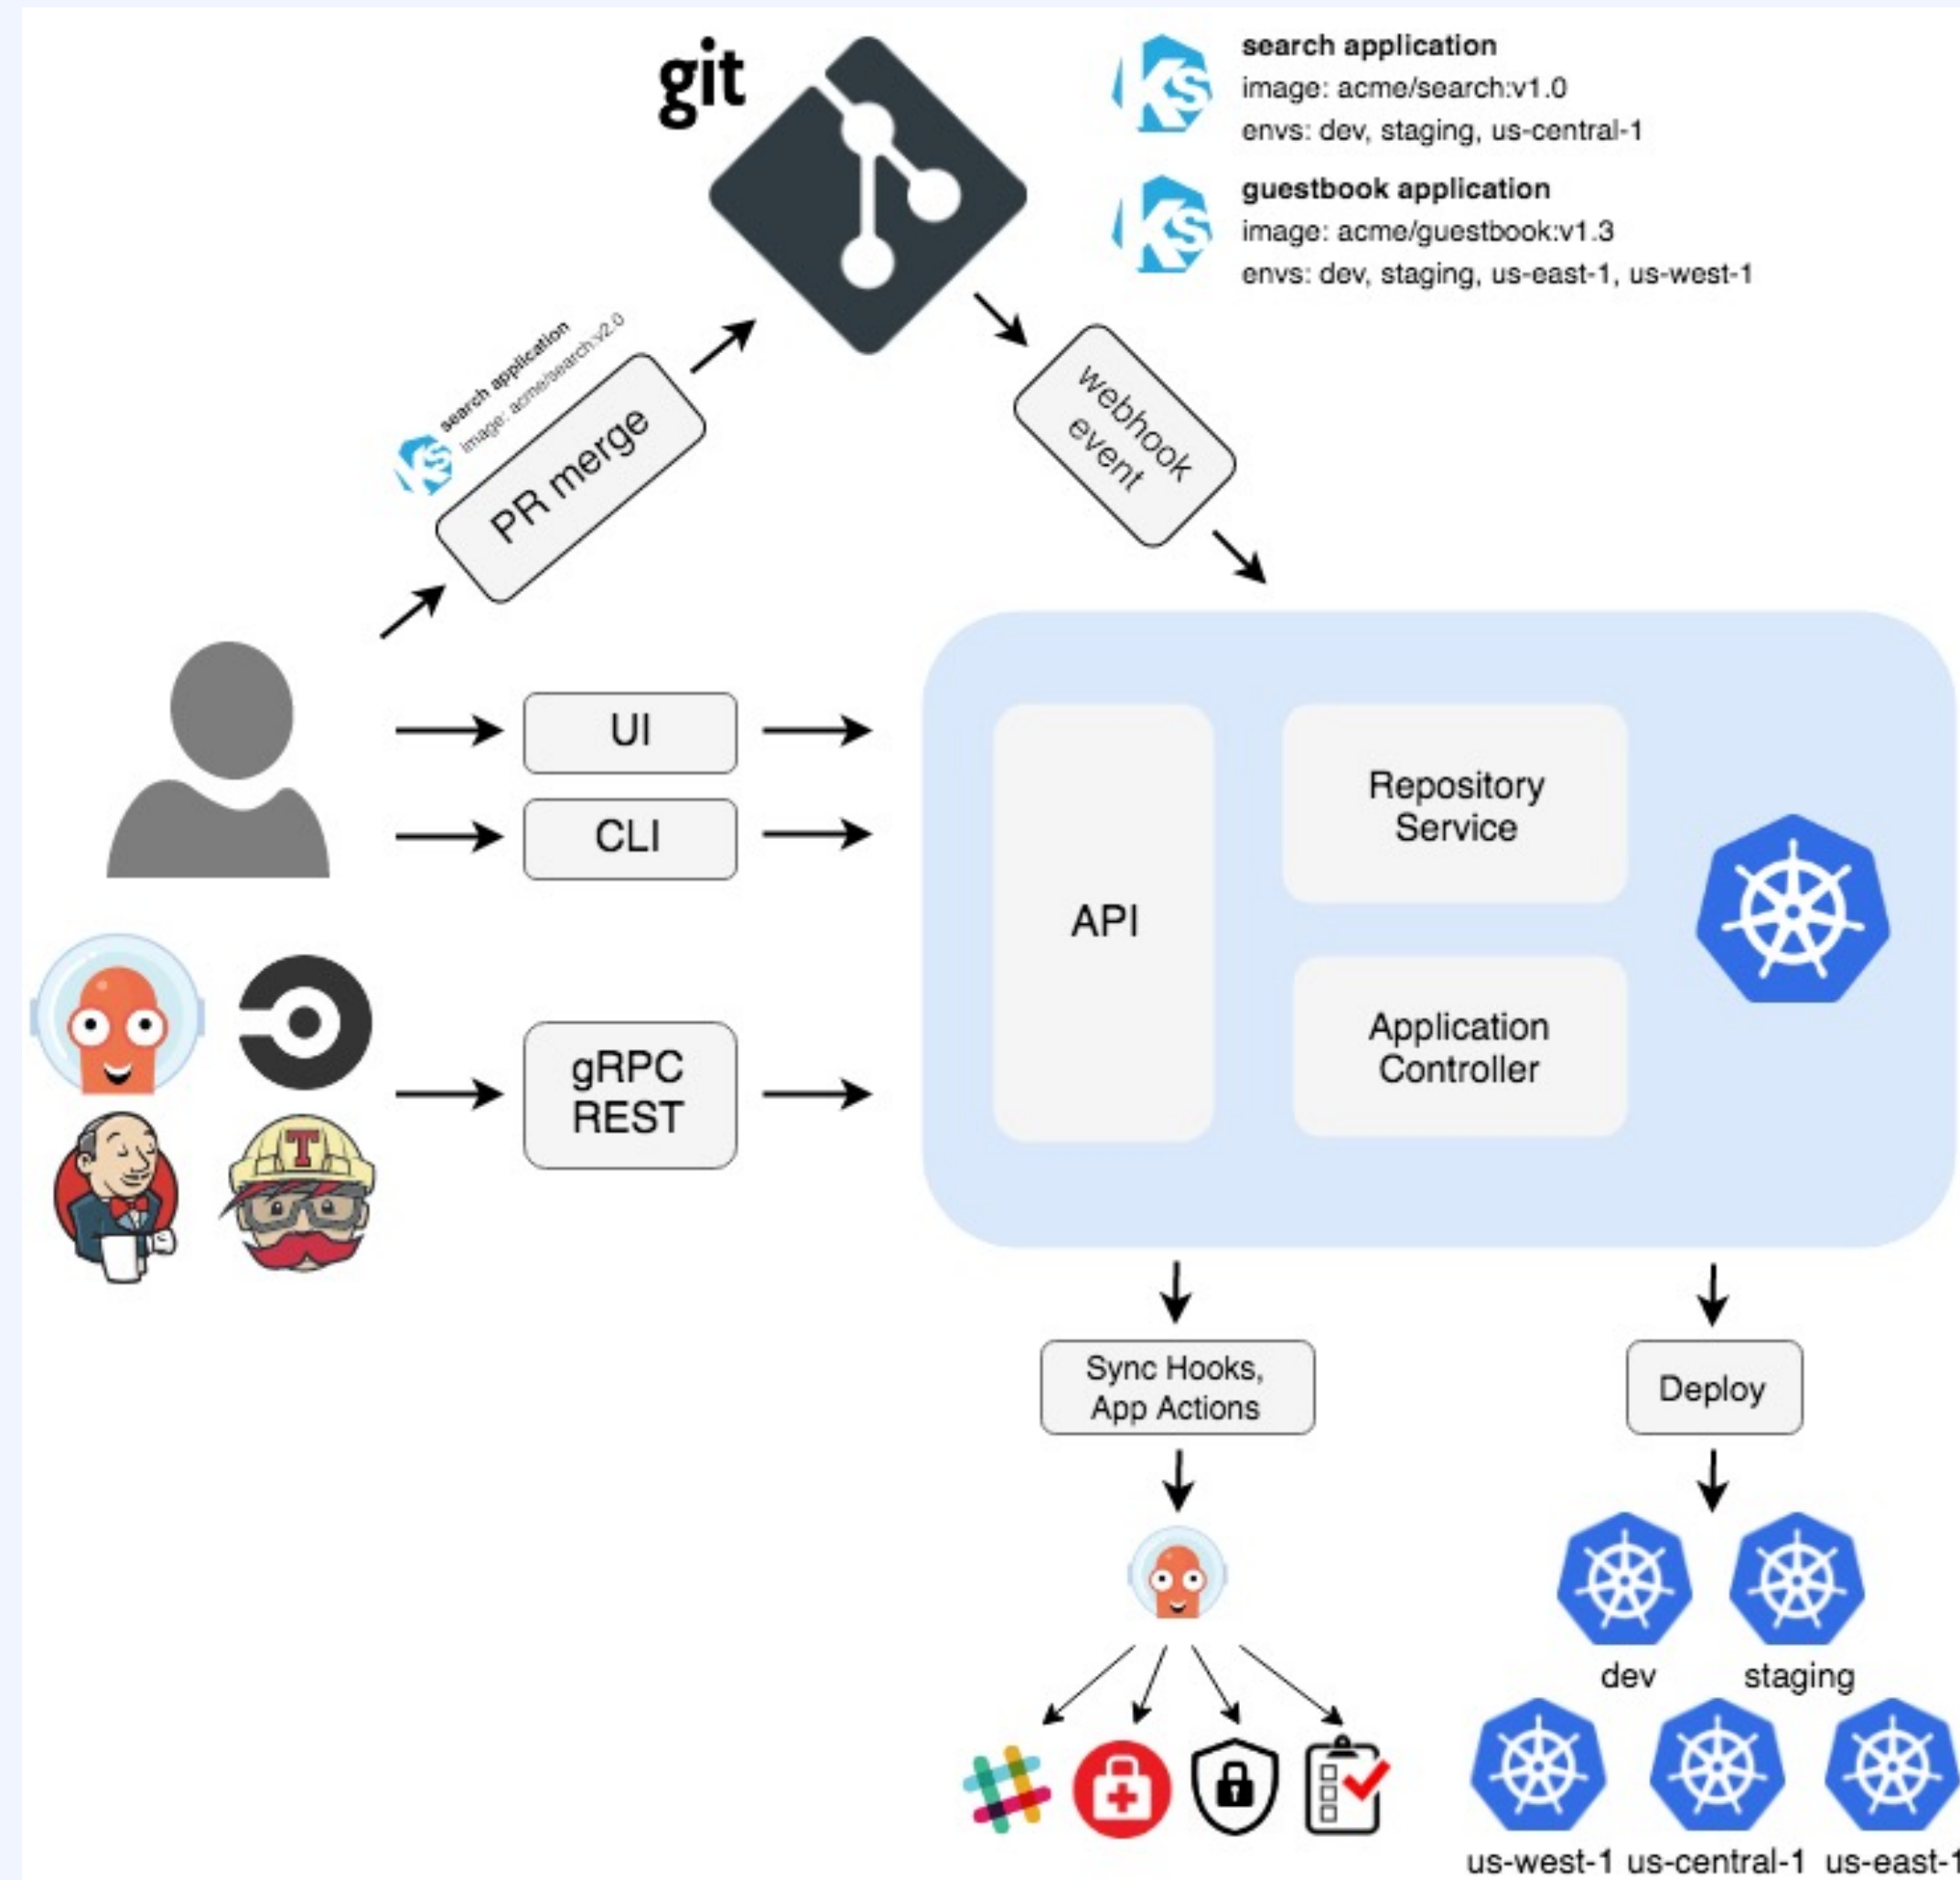 git
search application
image: acme/search:v1.0
envs: dev, staging, us-central-1
guestbook application
image: acme/guestbook:v1.3
envs: dev, staging, us-east-1, us-west-1
search application
image: acme/search:v2.0
PR merge
webhook
event
UI
CLI
gRPC
REST
API
Repository
Service
Application
Controller
Sync Hooks,
App Actions
Deploy
dev
staging
us-west-1
us-central-1
us-east-1
KS
KS
KS
T